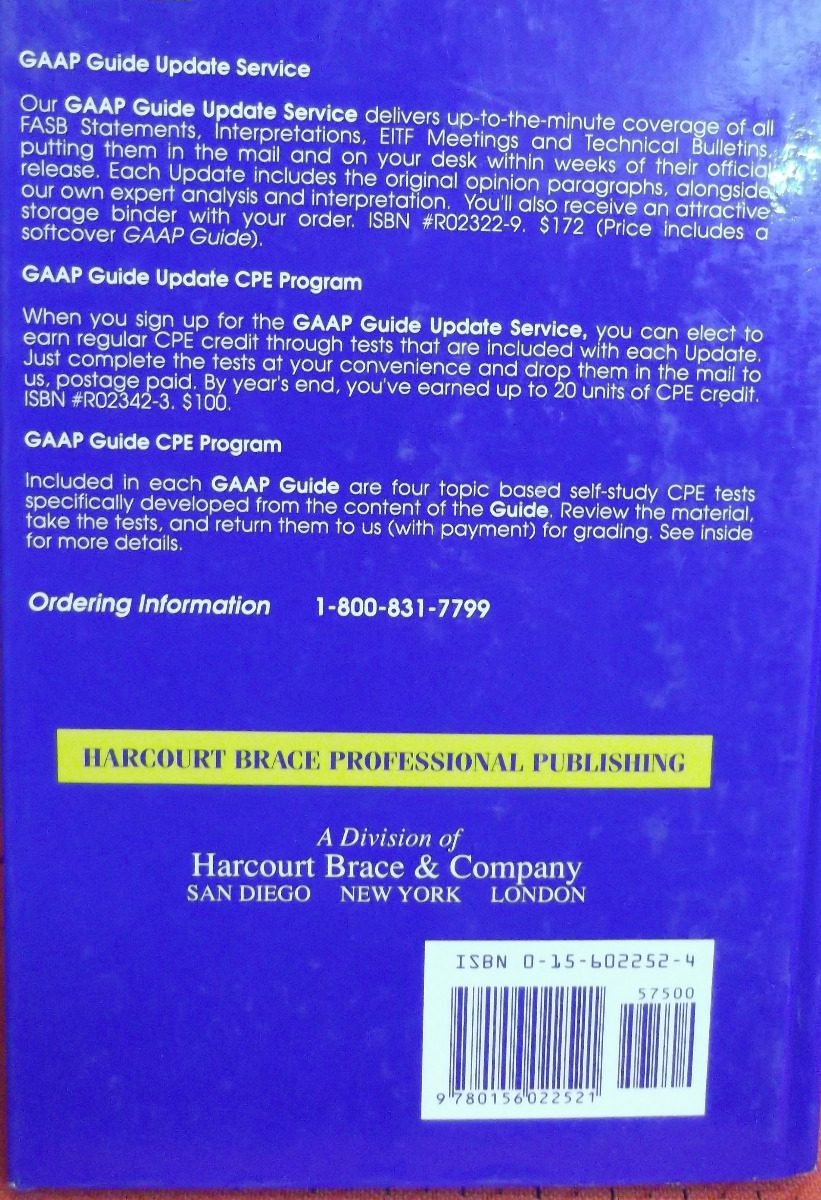 GAAP Guide Update Service
Our GAAP Guide Update Service delivers up-to-the-minute coverage of all
FASB Statements, Interpretations, EITF Meetings and Technical Bulletins,
putting them in the mail and on your desk within weeks of their official
release. Each Update includes the original opinion paragraphs, alongside
our own expert analysis and interpretation. You'll also receive an attractive
storage binder with your order. ISBN #R02322-9. $172 (Price includes a
softcover GAAP Guide).
GAAP Guide Update CPE Program
When you sign up for the GAAP Guide Update Service, you can elect to
earn regular CPE credit through tests that are included with each Update.
Just complete the tests at your convenience and drop them in the mail to
us, postage paid. By year's end, you've earned up to 20 units of CPE credit.
ISBN #R02342-3. $100.
GAAP Guide CPE Program
Included in each GAAP Guide are four topic based self-study CPE tests
specifically developed from the content of the Guide. Review the material,
take the tests, and return them to us (with payment) for grading. See inside
for more details.
Ordering Information 1-800-831-7799
HARCOURT BRACE PROFESSIONAL PUBLISHING
A Division of
Harcourt Brace & Company
SAN DIEGO NEW YORK LONDON
ISBN 0-15-602252-4
57500
9 780156 022521